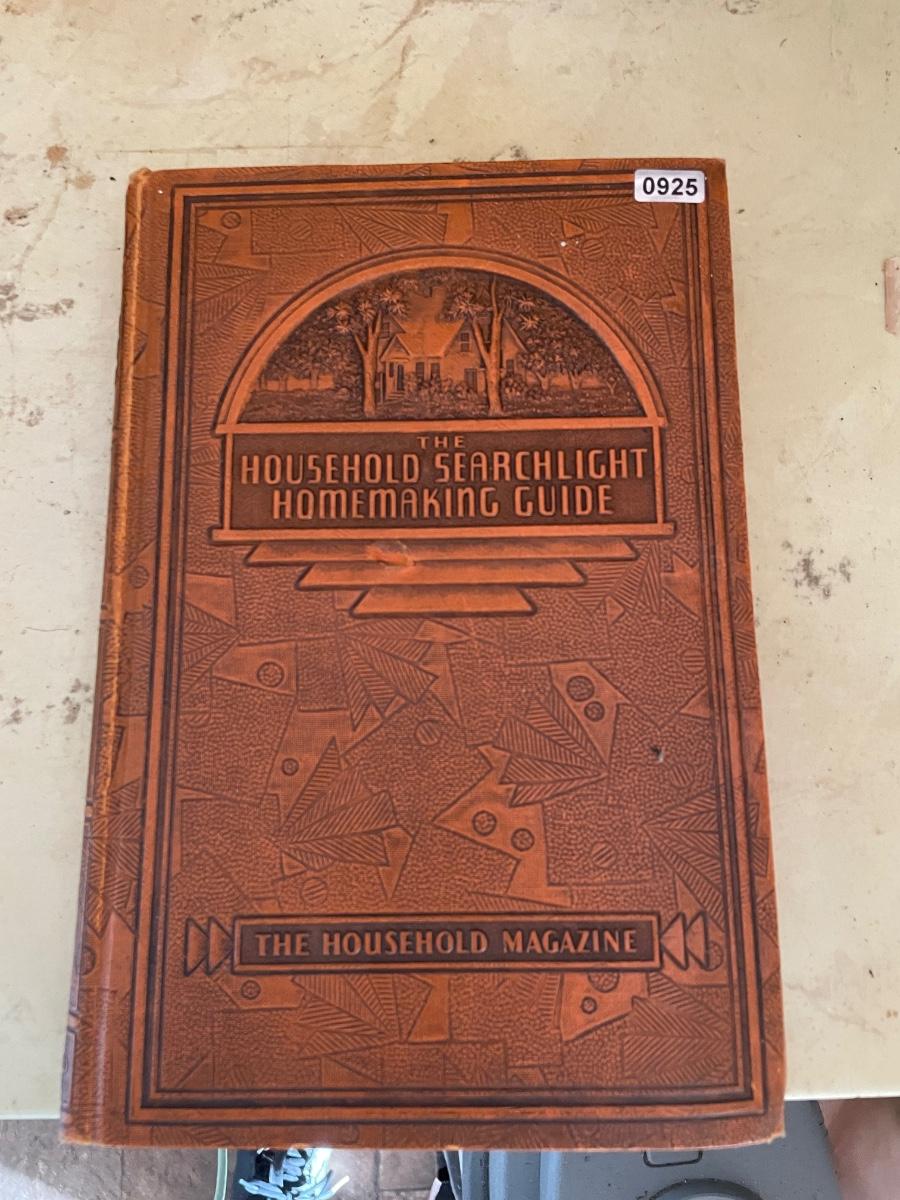 0925
THE
HOUSEHOLD SEARCHLIGHT
HOMEMAKING GUIDE
THE HOUSEHOLD MAGAZINE